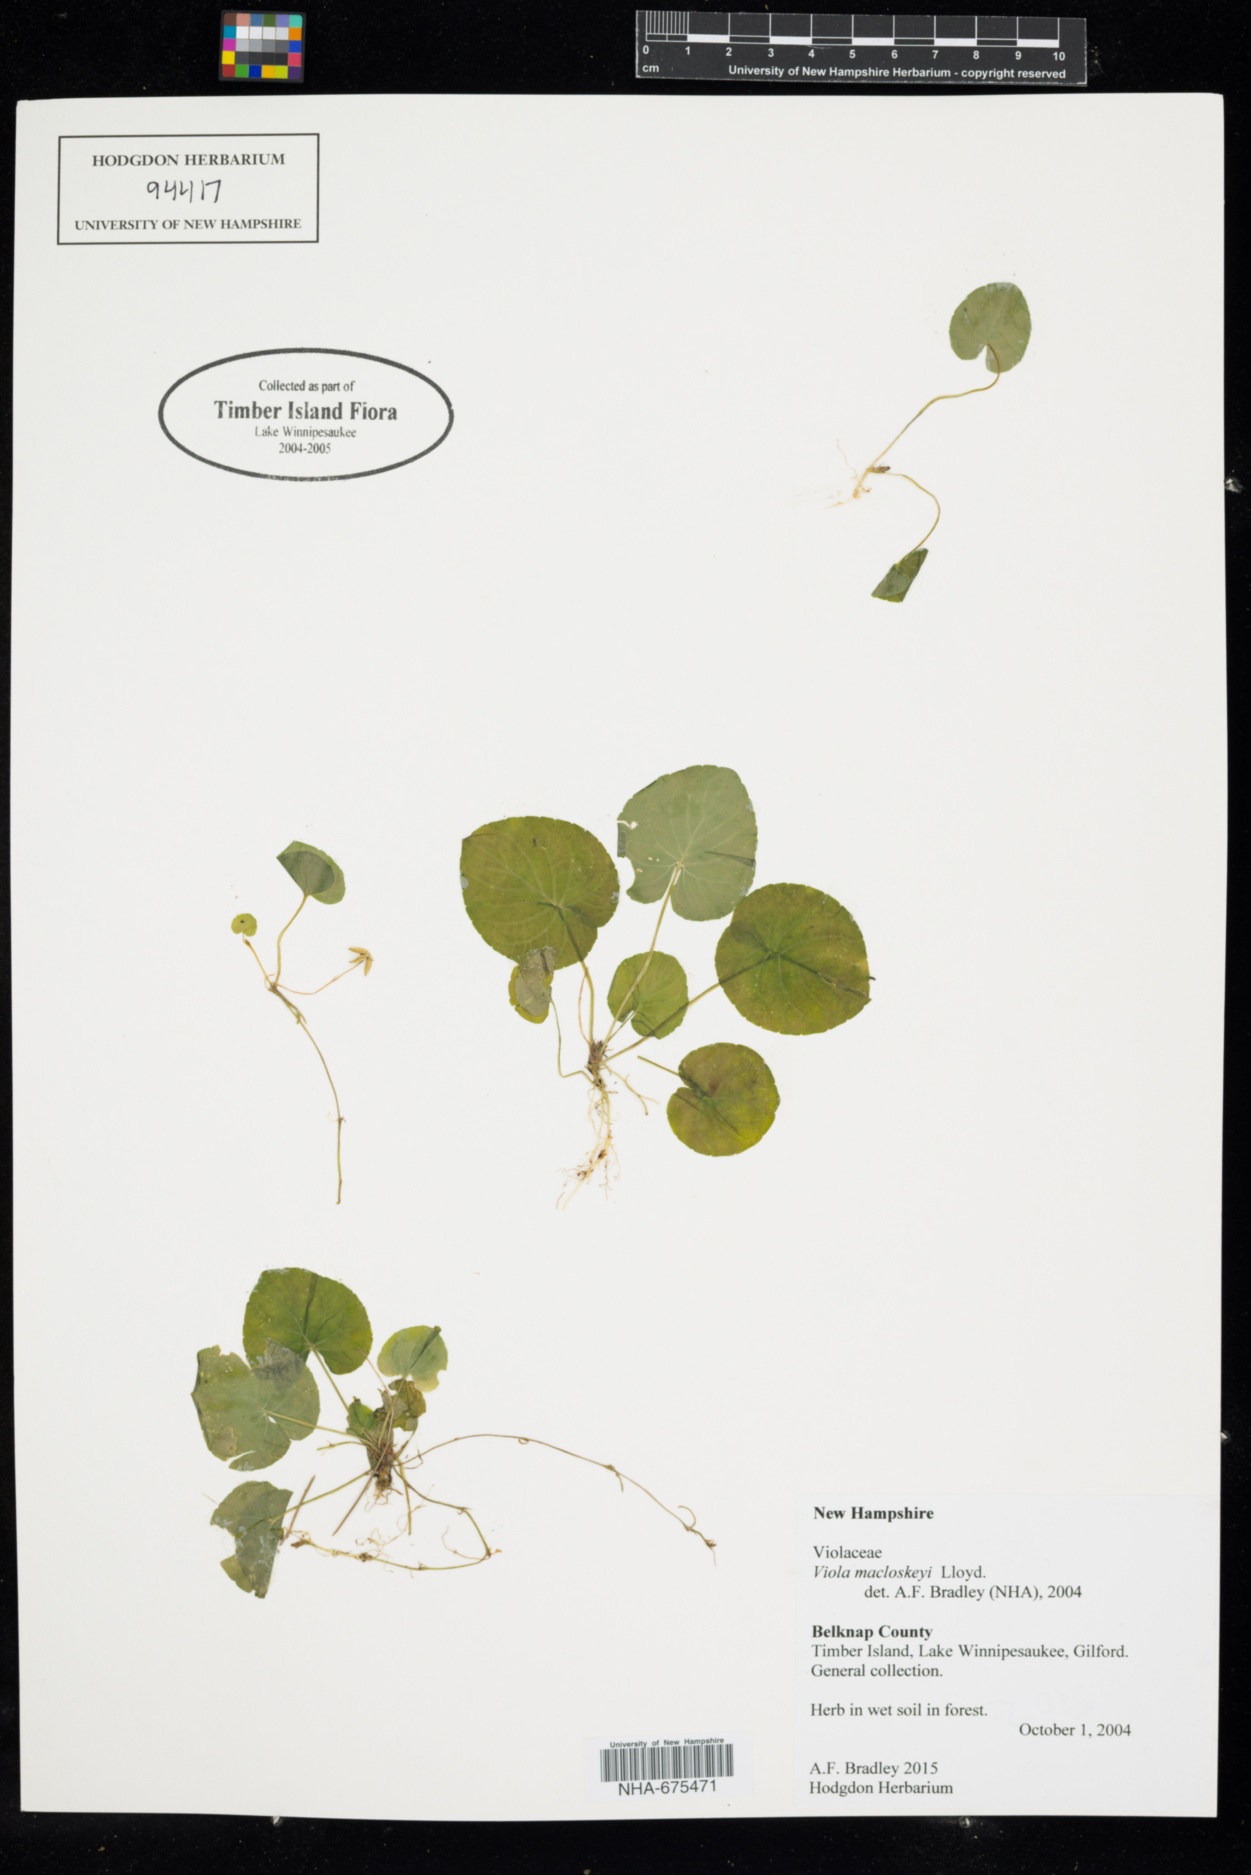 0 1 2 3 4 5 6 7 8 9 10
cm University of New Hampshire Herbarium - copyright reserved
HODGDON HERBARIUM
94417
UNIVERSITY OF NEW HAMPSHIRE
Collected as part of
Timber Island Flora
Lake Winnipesaukee
2004-2005
New Hampshire
Violaceae
Viola macloskeyi Lloyd.
det. A.F. Bradley (NHA), 2004
Belknap County
Timber Island, Lake Winnipesaukee, Gilford.
General collection.
Herb in wet soil in forest.
October 1, 2004
A.F. Bradley 2015
Hodgdon Herbarium
University of New Hampshire
NHA-675471